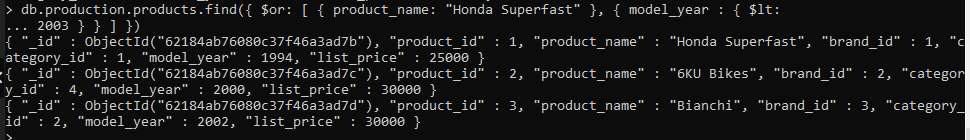 > db.production.products.find({ $or: [ { product_name: "Honda Superfast" }, { model_year : { $lt:
... 2003 } } ] })
{ "_id" : ObjectId("62184ab76080c37f46a3ad7b"), "product_id" : 1, "product_name" : "Honda Superfast", "brand_id" : 1, "c
ategory_id" : 1, "model_year" : 1994, "list_price" : 25000 }
{ "_id" : ObjectId("62184ab76080c37f46a3ad7c"), "product_id" : 2, "product_name" : "6KU Bikes", "brand_id" : 2, "categor
y_id" : 4, "model_year" : 2000, "list_price" : 30000 }
{ "_id" : ObjectId("62184ab76080c37f46a3ad7d"), "product_id" : 3, "product_name" : "Bianchi", "brand_id" : 3, "category_
id" : 2, "model_year" : 2002, "list_price" : 30000 }
>